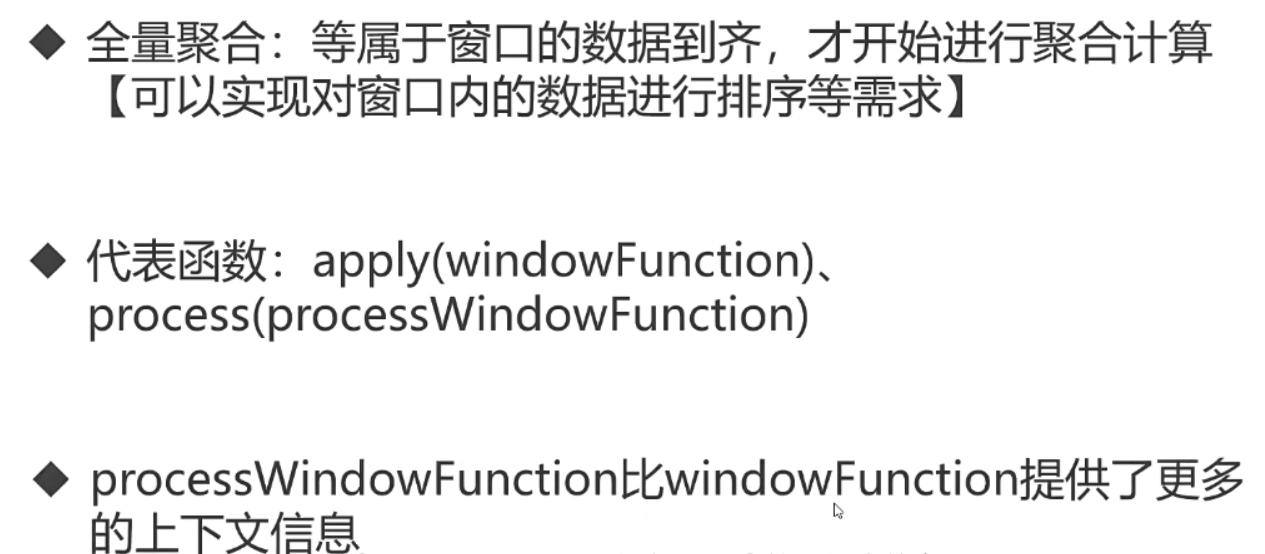 ◆ 全量聚合：等属于窗口的数据到齐，才开始进行聚合计算
【可以实现对窗口内的数据进行排序等需求】
◆ 代表函数：apply(windowFunction)、
process(processWindowFunction)
◆ processWindowFunction比windowFunction提供了更多
的上下文信息